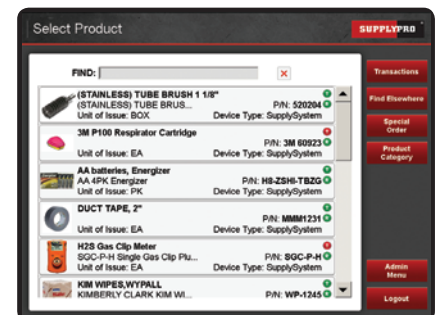 Select Product
SUPPLYPRO
FIND:
(STAINLESS) TUBE BRUSH 1 1/8"
(STAINLESS) TUBE BRUS...
P/N: 520204
Unit of Issue: BOX
Device Type: SupplySystem
3M P100 Respirator Cartridge
P/N: 3M 60923
Unit of Issue: EA
Device Type: SupplySystem
AA batteries, Energizer
AA 4PK Energizer
P/N: H8-ZSHI-TBZG
Unit of Issue: PK
Device Type: SupplySystem
DUCT TAPE, 2"
P/N: MMM1231
Unit of Issue: EA
Device Type: SupplySystem
H2S Gas Clip Meter
SGC-P-H Single Gas Clip Plu...
P/N: SGC-P-H
Unit of Issue: EA
Device Type: SupplySystem
KIM WIPES,WYPALL
KIMBERLY CLARK KIM WI...
P/N: WP-1245
Transactions
Find Elsewhere
Special
Order
Product
Category
Admin
Menu
Logout